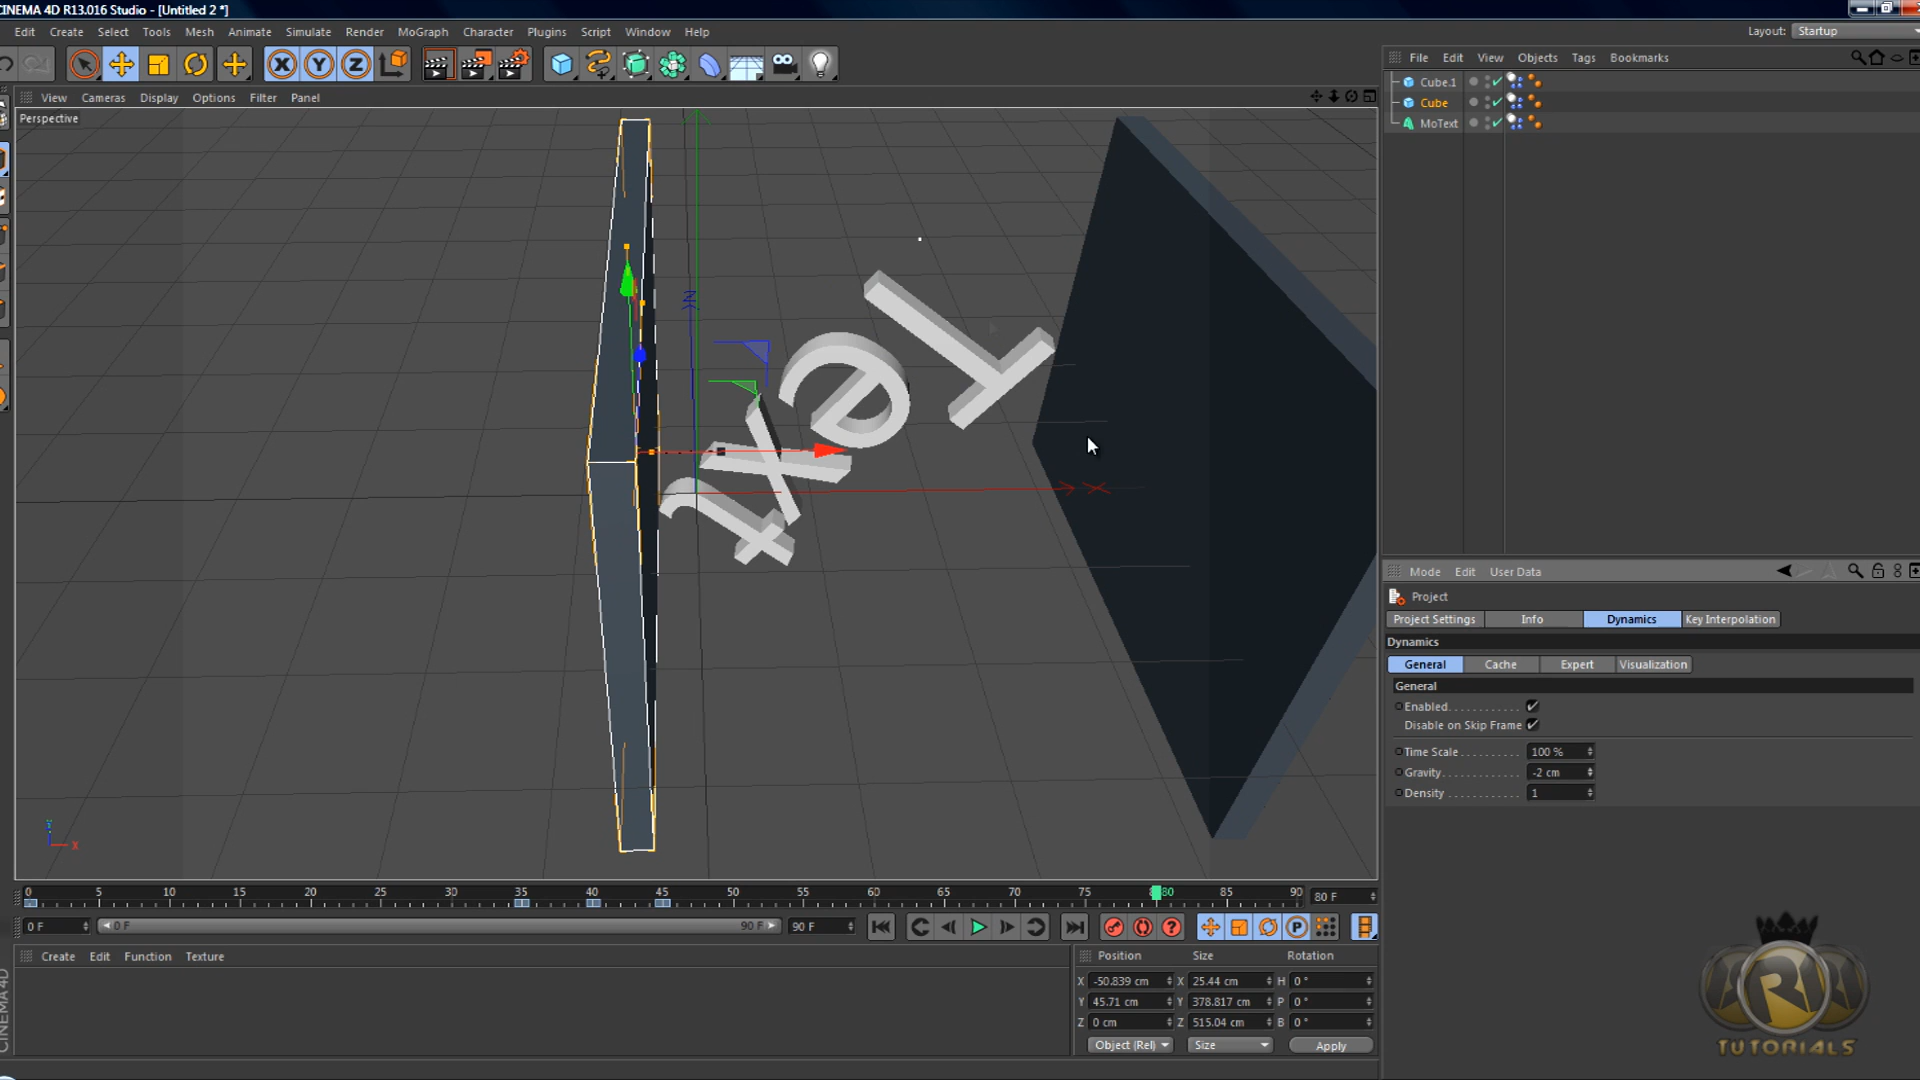 CINEMA 4D R13.016 Studio - [Untitled 2 *]
Edit Create Select Tools Mesh Animate Simulate Render MoGraph Character Plugins Script Window Help
Layout: Startup
X Y Z
File Edit View Objects Tags Bookmarks
View Cameras Display Options Filter Panel
Perspective
Cube.1
Cube
MoText
Text
X
Mode Edit User Data
Project
Project Settings Info Dynamics Key Interpolation
Dynamics
General Cache Expert Visualization
General
Enabled
Disable on Skip Frame
Time Scale 100 %
Gravity -2 cm
Density 1
Y
X
0 5 10 15 20 25 30 35 40 45 50 55 60 65 70 75 80 85 90 80 F
0 F 0 F 90 F 90 F
Create Edit Function Texture
Position Size Rotation
X -50.839 cm X 25.44 cm H 0 °
Y 45.71 cm Y 378.817 cm P 0 °
Z 0 cm Z 515.04 cm B 0 °
Object (Rel) Size Apply
CINEMA 4D
R
TUTORIALS